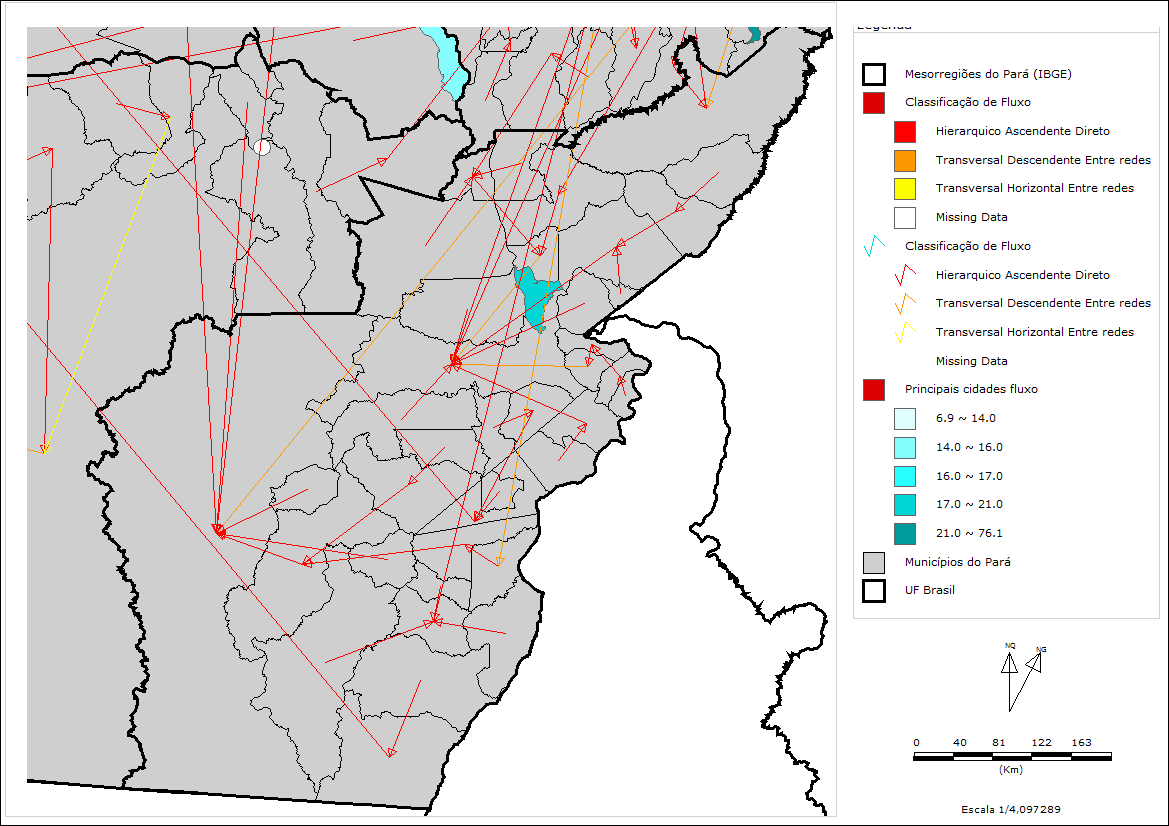 Legenda
Mesorregiões do Pará (IBGE)
Classificação de Fluxo
Hierarquico Ascendente Direto
Transversal Descendente Entre redes
Transversal Horizontal Entre redes
Missing Data
Classificação de Fluxo
Hierarquico Ascendente Direto
Transversal Descendente Entre redes
Transversal Horizontal Entre redes
Missing Data
Principais cidades fluxo
6.9 ~ 14.0
14.0 ~ 16.0
16.0 ~ 17.0
17.0 ~ 21.0
21.0 ~ 76.1
Municípios do Pará
UF Brasil
NQ NG
0 40 81 122 163
(Km)
Escala 1/4,097289